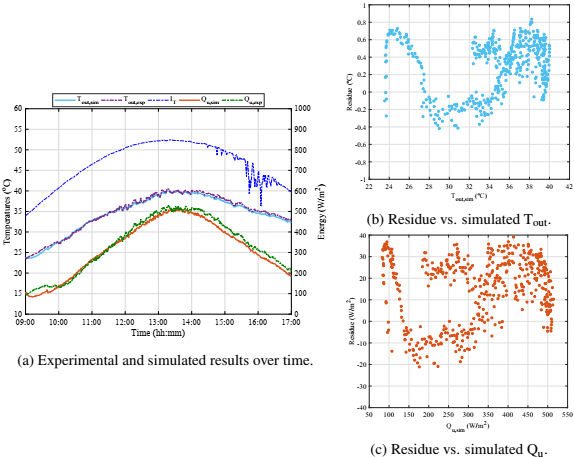 T_out,sim T_out,exp I_T Q_u,sim Q_u,exp
60 1000
55 900
50 800
45 700
40 600
35 500
30 400
25 300
20 200
15 100
10 0
Temperatures (°C)
Energy (W/m²)
09:00 10:00 11:00 12:00 13:00 14:00 15:00 16:00 17:00
Time (hh:mm)
(a) Experimental and simulated results over time.
1
0.8
0.6
0.4
0.2
0
-0.2
-0.4
-0.6
-0.8
-1
Residue (°C)
22 24 26 28 30 32 34 36 38 40 42
T_out,sim (°C)
(b) Residue vs. simulated T_out.
40
30
20
10
0
-10
-20
-30
-40
Residue (W/m²)
50 100 150 200 250 300 350 400 450 500 550
Q_u,sim (W/m²)
(c) Residue vs. simulated Q_u.